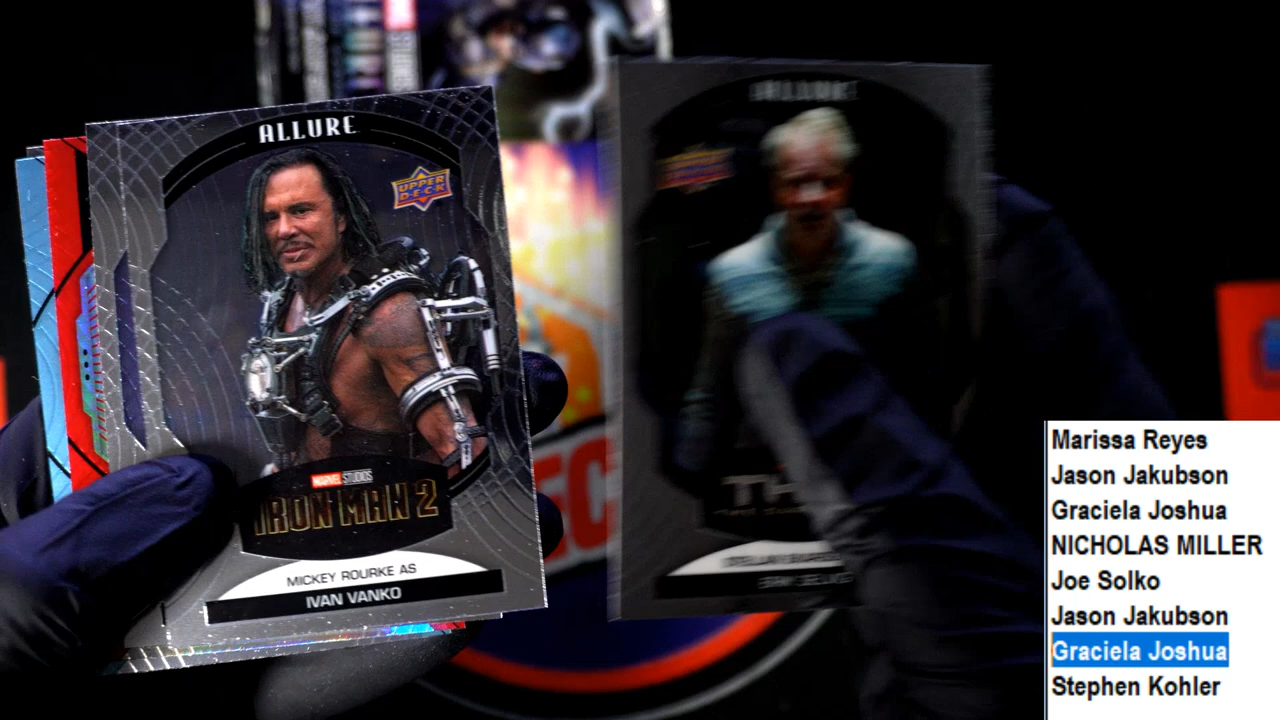 ALLURE
UPPER
DECK
MARVEL STUDIOS
IRON MAN 2
MICKEY ROURKE AS
IVAN VANKO
ALLURE
Marissa Reyes
Jason Jakubson
Graciela Joshua
NICHOLAS MILLER
Joe Solko
Jason Jakubson
Graciela Joshua
Stephen Kohler